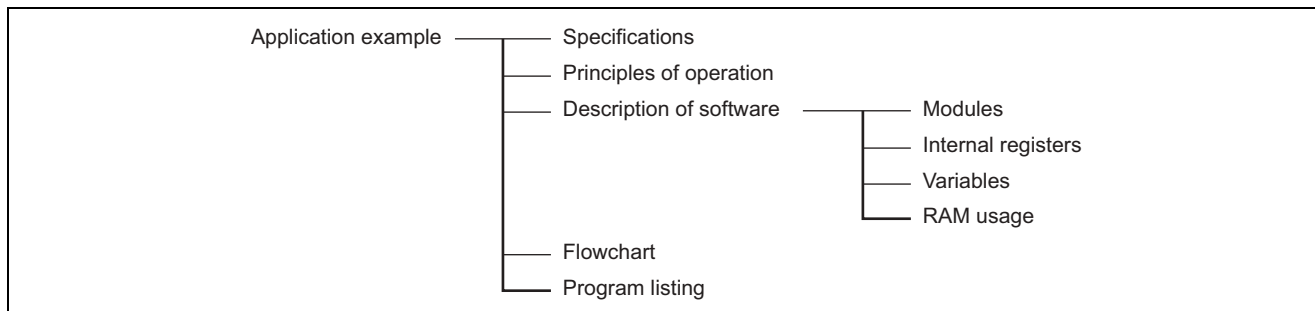 Application example Specifications
Principles of operation
Description of software Modules
Internal registers
Variables
RAM usage
Flowchart
Program listing